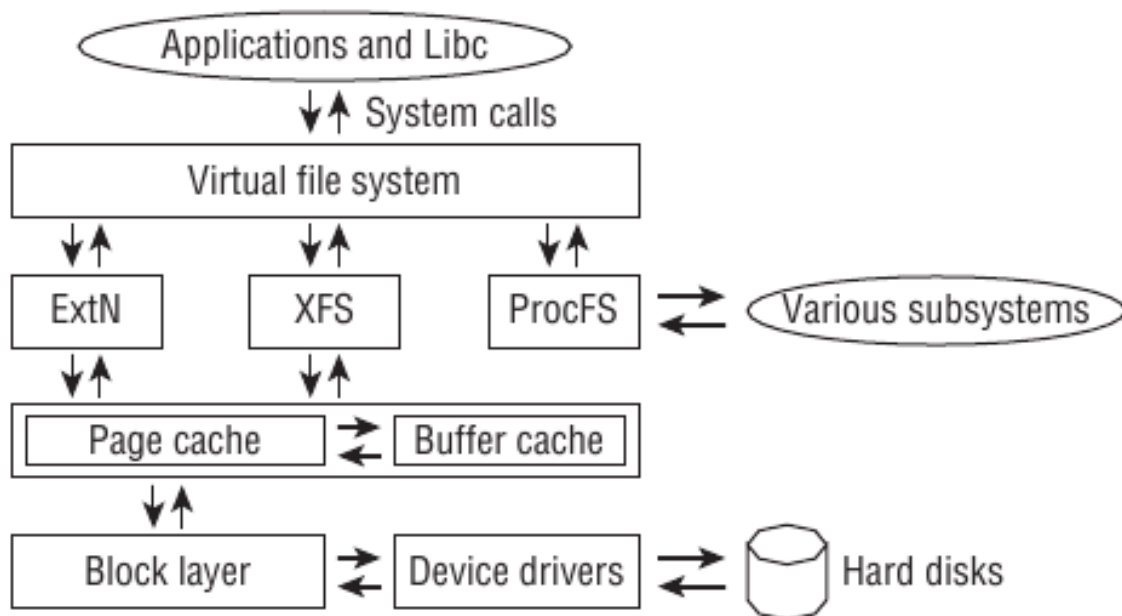 Applications and Libc
System calls
Virtual file system
ExtN
XFS
ProcFS
Various subsystems
Page cache
Buffer cache
Block layer
Device drivers
Hard disks